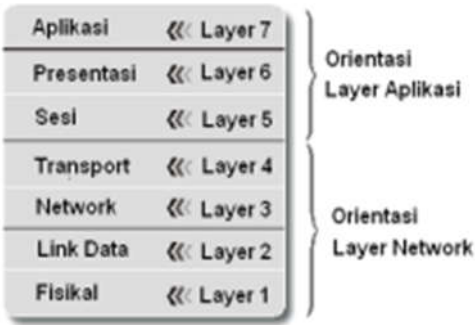 Aplikasi Layer 7
Presentasi Layer 6
Sesi Layer 5
Transport Layer 4
Network Layer 3
Link Data Layer 2
Fisikal Layer 1
Orientasi
Layer Aplikasi
Orientasi
Layer Network